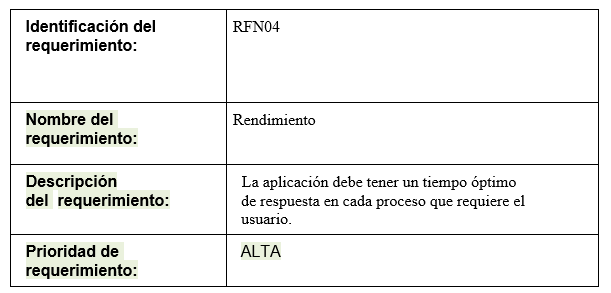 Identificación del
requerimiento:
RFN04
Nombre del
requerimiento:
Rendimiento
Descripción
del requerimiento:
La aplicación debe tener un tiempo óptimo
de respuesta en cada proceso que requiere el
usuario.
Prioridad de
requerimiento:
ALTA